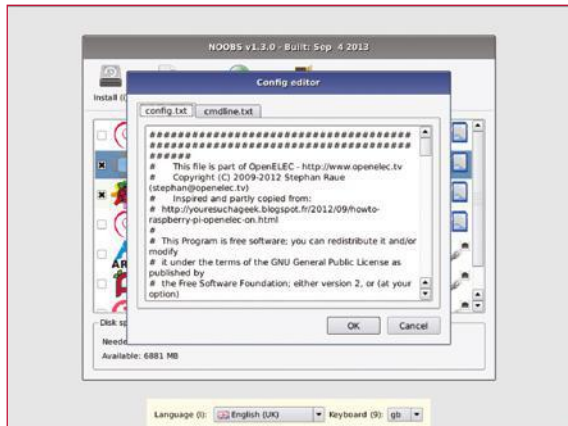 NOOBS v1.3.0 - Built: Sep 4 2013
Config editor
Install (i)
config.txt
cmdline.txt
#####################################
#####################################
######
# This file is part of OpenELEC - http://www.openelec.tv
# Copyright (C) 2009-2012 Stephan Raue
(stephan@openelec.tv)
# Inspired and partly copied from:
# http://youresuchageek.blogspot.fr/2012/09/howto-
raspberry-pi-openelec-on.html
#
# This Program is free software; you can redistribute it and/or
modify
# it under the terms of the GNU General Public License as
published by
# the Free Software Foundation; either version 2, or (at your
option)
AR
OK
Cancel
Disk sp
Neede
Available: 6881 MB
Language (l):
English (UK)
Keyboard (9):
gb